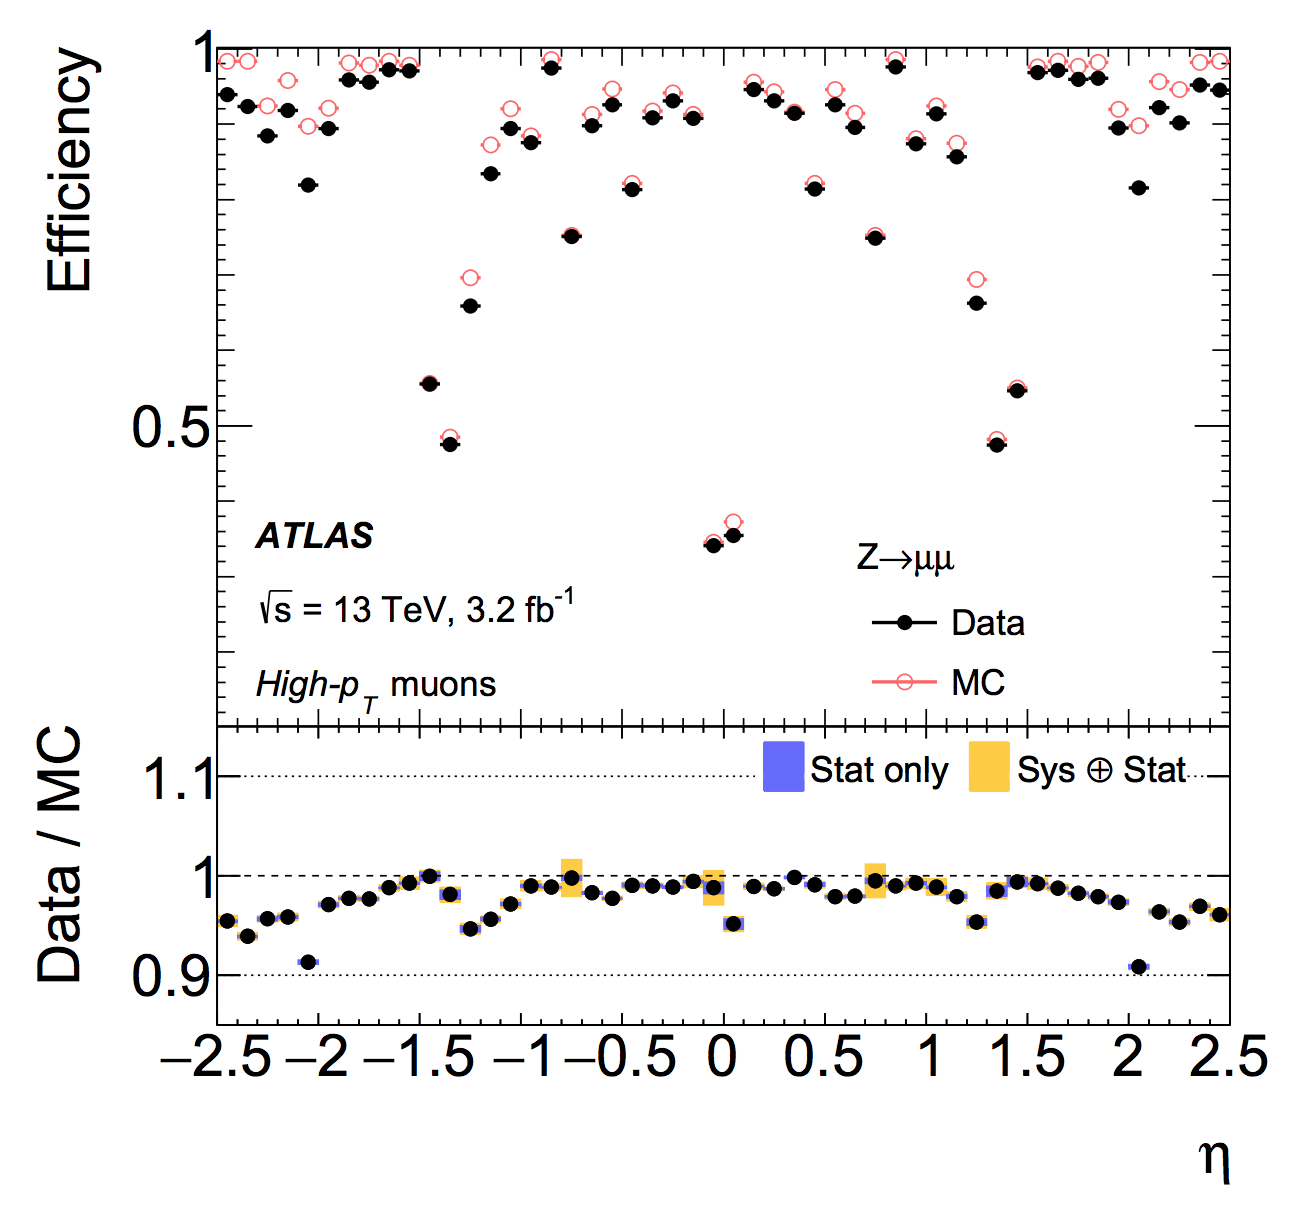 Efficiency
1
0.5
ATLAS
√s = 13 TeV, 3.2 fb⁻¹
High-p_T muons
Z→μμ
Data
MC
Data / MC
1.1
1
0.9
Stat only
Sys ⊕ Stat
−2.5 −2 −1.5 −1 −0.5 0 0.5 1 1.5 2 2.5
η